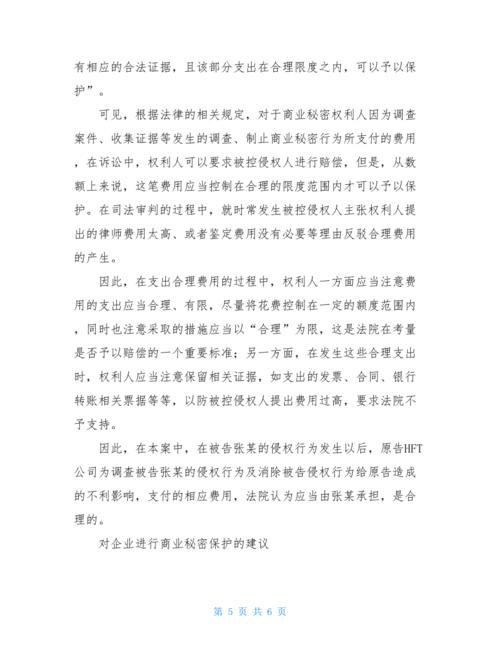 有相应的合法证据，且该部分支出在合理限度之内，可以予以保
护”。
可见，根据法律的相关规定，对于商业秘密权利人因为调查
案件、收集证据等发生的调查、制止商业秘密行为所支付的费用
，在诉讼中，权利人可以要求被控侵权人进行赔偿，但是，从数
额上来说，这笔费用应当控制在合理的限度范围内才可以予以保
护。在司法审判的过程中，就时常发生被控侵权人主张权利人提
出的律师费用太高、或者鉴定费用没有必要等理由反驳合理费用
的产生。
因此，在支出合理费用的过程中，权利人一方面应当注意费
用的支出应当合理、有限，尽量将花费控制在一定的额度范围内
，同时也注意采取的措施应当以“合理”为限，这是法院在考量
是否予以赔偿的一个重要标准；另一方面，在发生这些合理支出
时，权利人应当注意保留相关证据，如支出的发票、合同、银行
转账相关票据等等，以防被控侵权人提出费用过高，要求法院不
予支持。
因此，在本案中，在被告张某的侵权行为发生以后，原告HFT
公司为调查被告张某的侵权行为及消除被告侵权行为给原告造成
的不利影响，支付的相应费用，法院认为应当由张某承担，是合
理的。
对企业进行商业秘密保护的建议
第 5 页 共 6 页